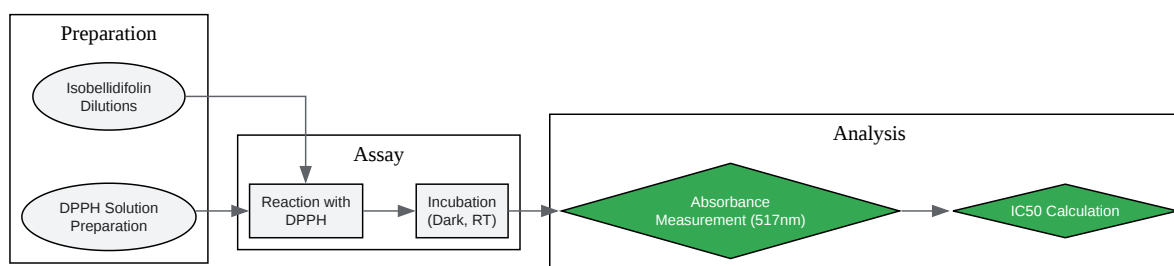 Preparation
Isobellidifolin
Dilutions
DPPH Solution
Preparation
Assay
Reaction with
DPPH
Incubation
(Dark, RT)
Analysis
Absorbance
Measurement (517nm)
IC50 Calculation